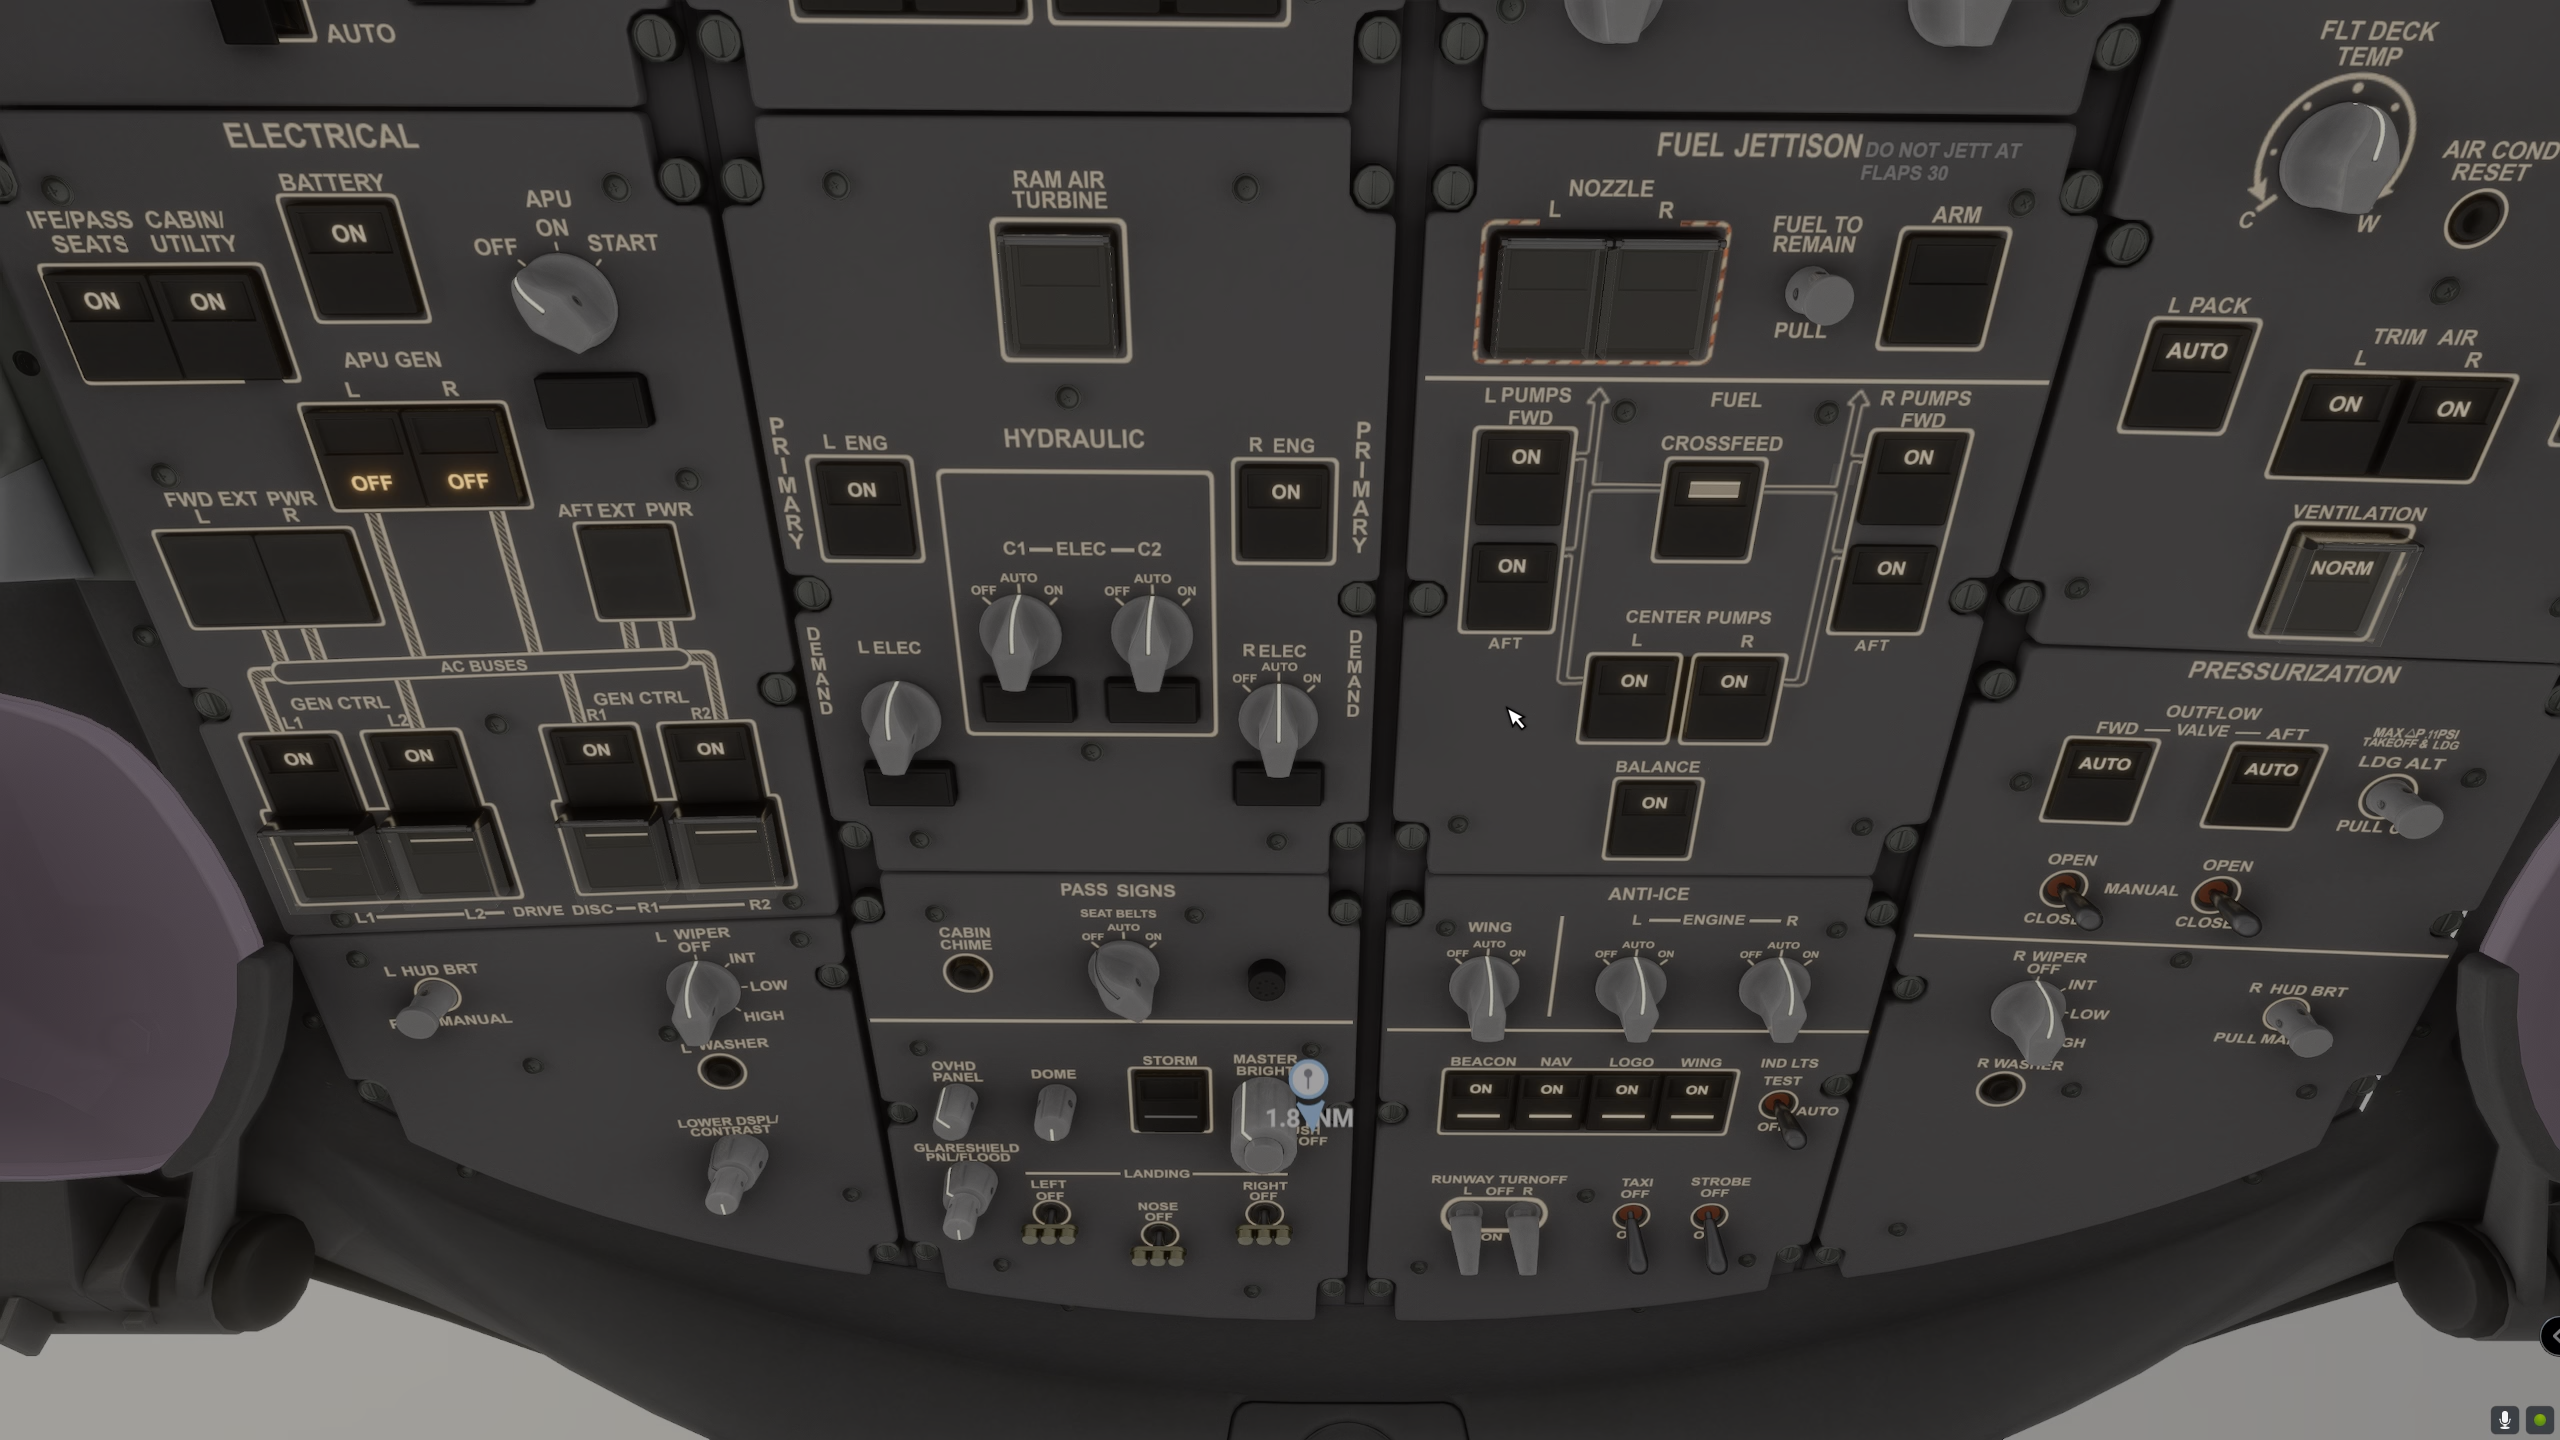 AUTO
ELECTRICAL
BATTERY
ON
IFE/PASS SEATS
CABIN/ UTILITY
ON
ON
APU
OFF
ON
START
APU GEN
L
R
OFF
OFF
FWD EXT PWR
L
R
AFT EXT PWR
AC BUSES
GEN CTRL
L1
L2
GEN CTRL
R1
R2
ON
ON
ON
ON
L1
L2
DRIVE DISC
R1
R2
L HUD BRT
MANUAL
L WIPER
OFF
INT
LOW
HIGH
L WASHER
LOWER DSPL/
CONTRAST
RAM AIR
TURBINE
HYDRAULIC
PRIMARY
L ENG
ON
R ENG
ON
PRIMARY
C1
ELEC
C2
OFF
AUTO
ON
OFF
AUTO
ON
DEMAND
L ELEC
R ELEC
OFF
AUTO
ON
DEMAND
PASS SIGNS
CABIN
CHIME
SEAT BELTS
OFF
AUTO
ON
OVHD
PANEL
DOME
STORM
MASTER
BRIGHT
OFF
1.8 NM
GLARESHIELD
PNL/FLOOD
LANDING
LEFT
OFF
NOSE
OFF
RIGHT
OFF
FUEL JETTISON
DO NOT JETT AT
FLAPS 30
NOZZLE
L
R
FUEL TO
REMAIN
PULL
ARM
L PUMPS
FWD
ON
ON
AFT
FUEL
CROSSFEED
R PUMPS
FWD
ON
ON
AFT
CENTER PUMPS
L
R
ON
ON
BALANCE
ON
ANTI-ICE
WING
OFF
AUTO
ON
L
ENGINE
R
OFF
AUTO
ON
OFF
AUTO
ON
BEACON
NAV
LOGO
WING
ON
ON
ON
ON
IND LTS
TEST
AUTO
RUNWAY TURNOFF
L OFF R
ON
TAXI
OFF
STROBE
OFF
FLT DECK
TEMP
C
W
AIR COND
RESET
L PACK
AUTO
TRIM AIR
L
R
ON
ON
VENTILATION
NORM
PRESSURIZATION
OUTFLOW
FWD
VALVE
AFT
AUTO
AUTO
MAX △P .11PSI
TAKEOFF & LDG
LDG ALT
PULL
OPEN
MANUAL
OPEN
R WIPER
OFF
INT
LOW
R WASHER
R HUD BRT
PULL